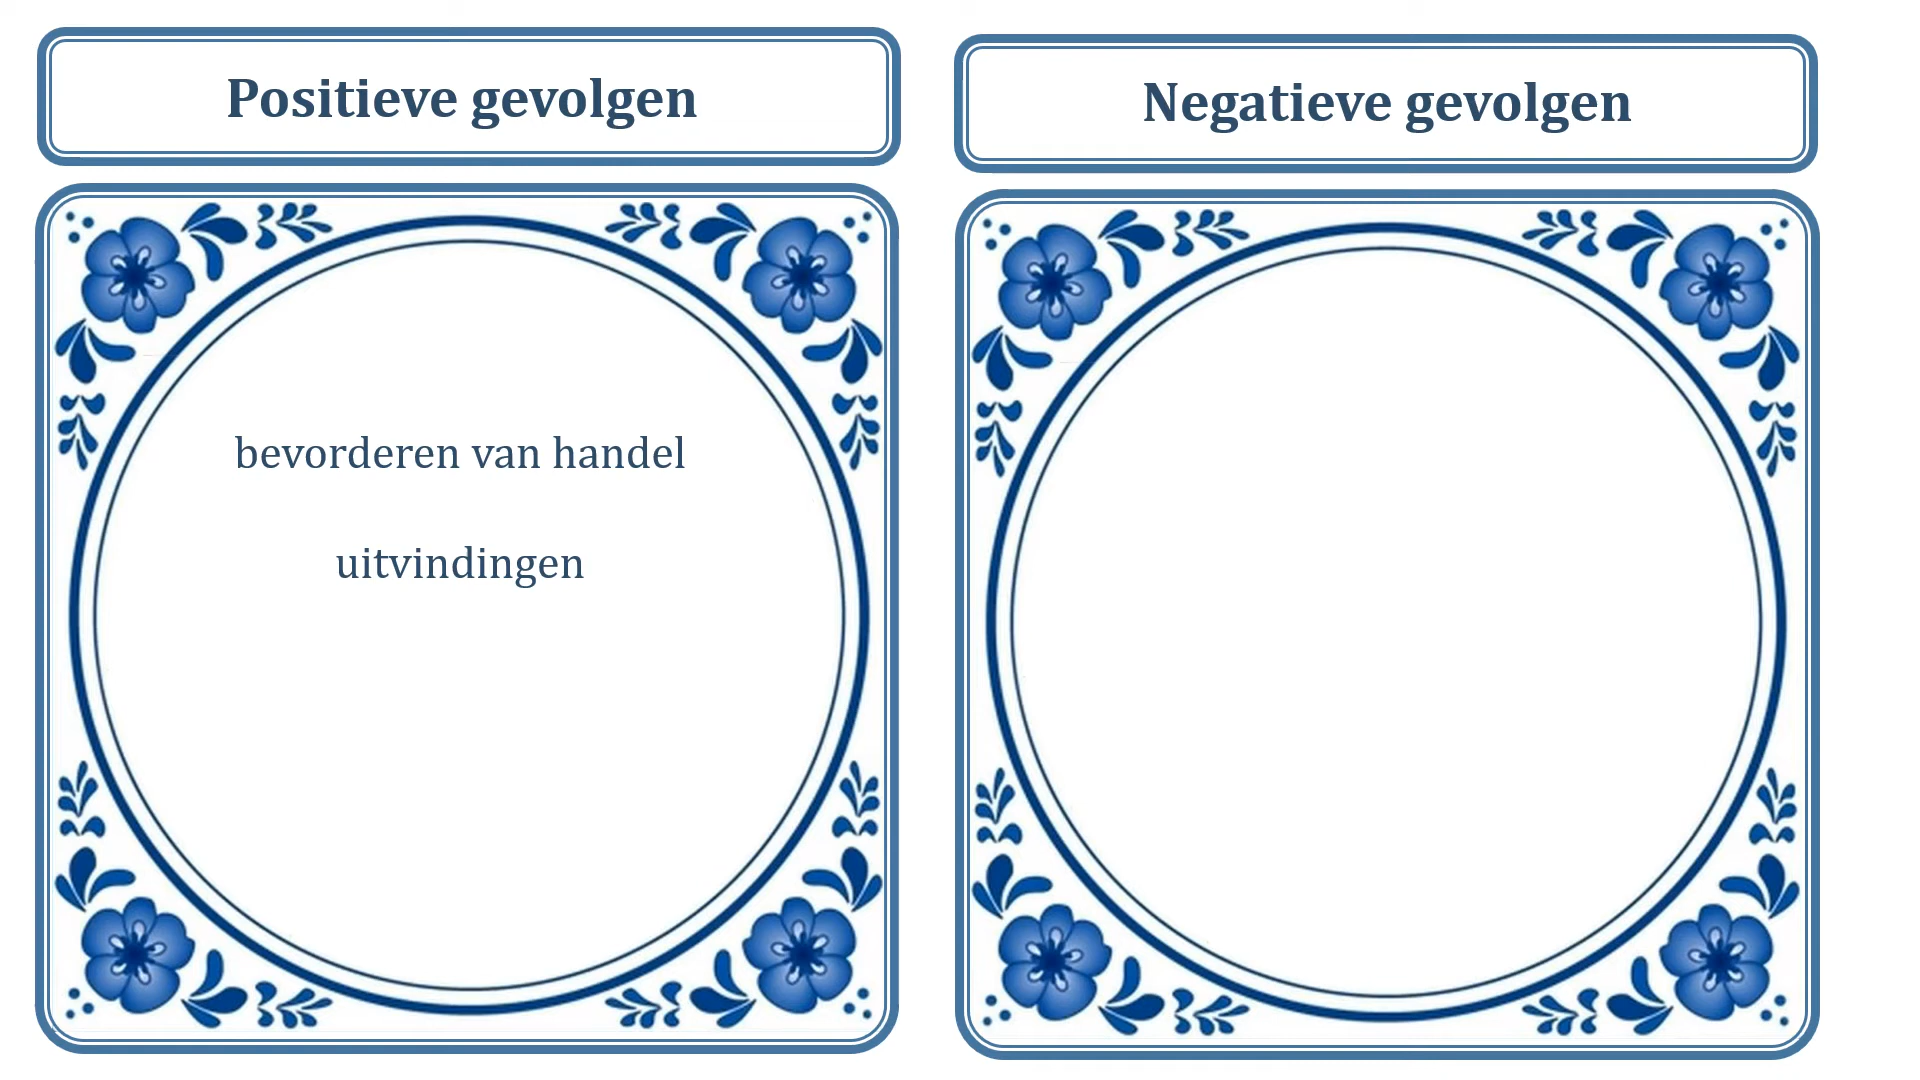 Positieve gevolgen
Negatieve gevolgen
bevorderen van handel
uitvindingen